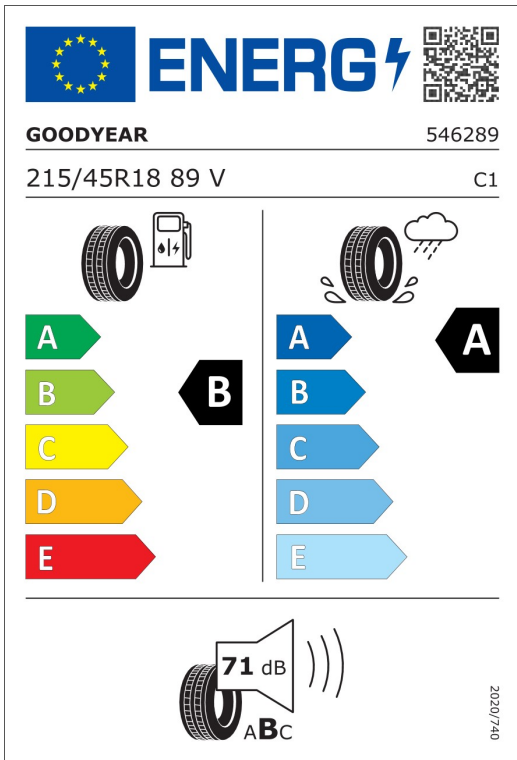 ENERG
GOODYEAR 546289
215/45R18 89 V C1
A A A
B B B
C C
D D
E E
71 dB
ABC
2020/740